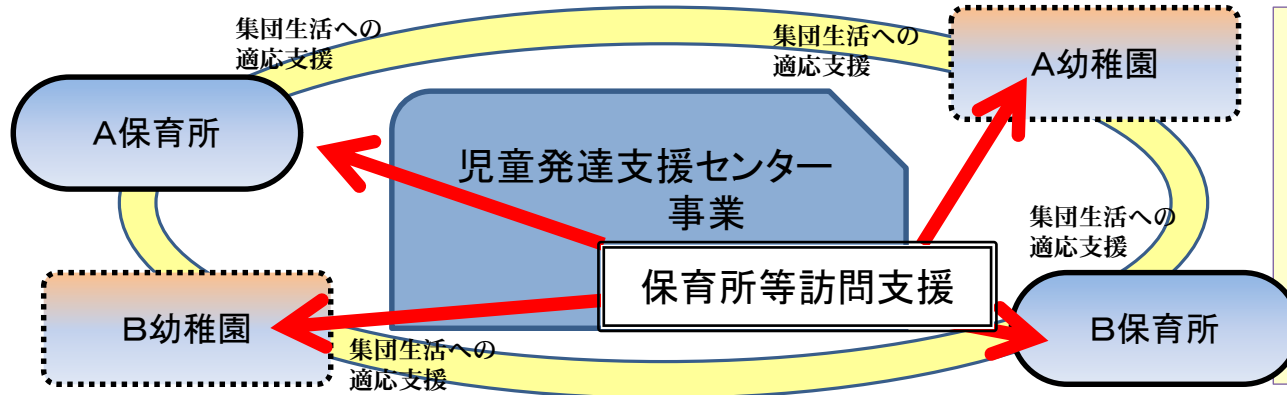 集団生活への
適応支援
集団生活への
適応支援
A幼稚園
A保育所
児童発達支援センター
事業
集団生活への
適応支援
保育所等訪問支援
B幼稚園
B保育所
集団生活への
適応支援